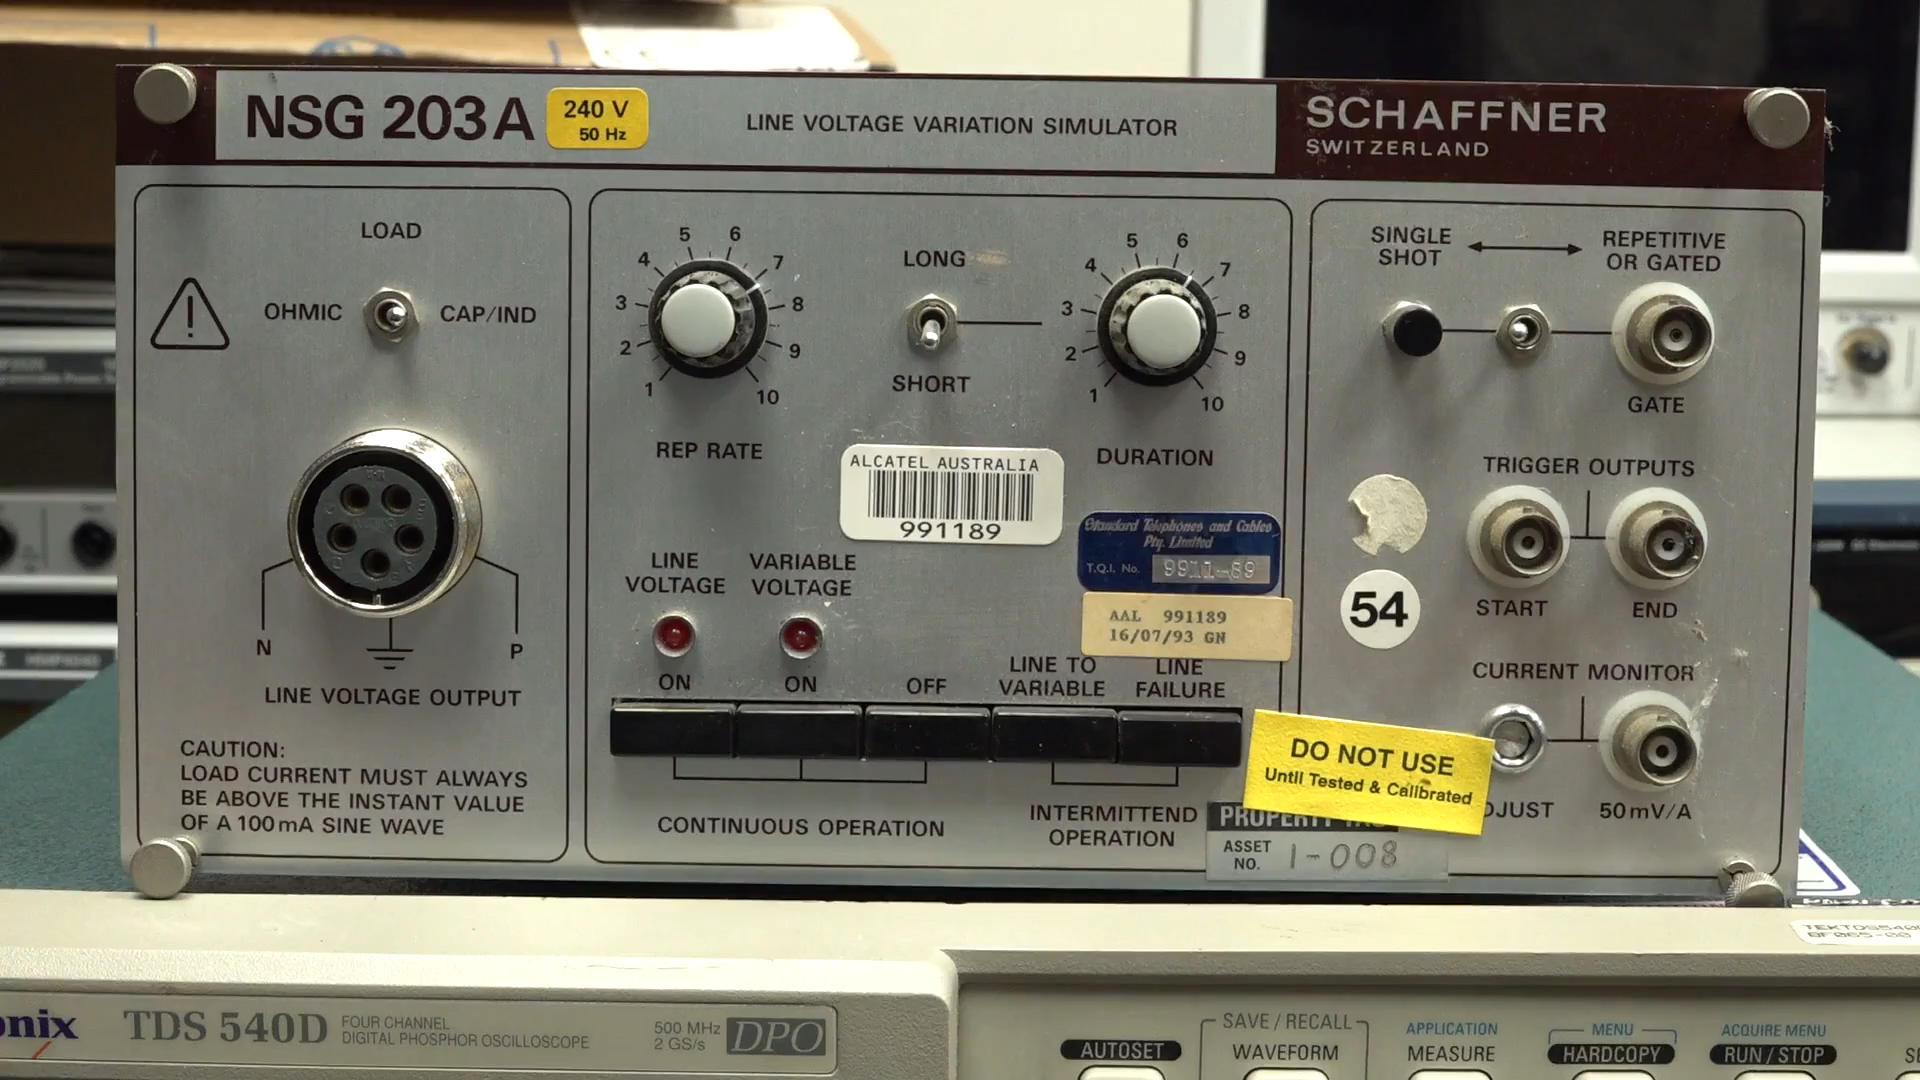 NSG 203A
240 V
50 Hz
LINE VOLTAGE VARIATION SIMULATOR
SCHAFFNER
SWITZERLAND
LOAD
OHMIC
CAP/IND
N
P
LINE VOLTAGE OUTPUT
CAUTION:
LOAD CURRENT MUST ALWAYS
BE ABOVE THE INSTANT VALUE
OF A 100mA SINE WAVE
1 2 3 4 5 6 7 8 9 10
REP RATE
LONG
SHORT
1 2 3 4 5 6 7 8 9 10
DURATION
ALCATEL AUSTRALIA
991189
Standard Telephones and Cables
Pty. Limited
T.Q.I. No. 9911-89
AAL 991189
16/07/93 GN
LINE
VOLTAGE
VARIABLE
VOLTAGE
ON
ON
OFF
LINE TO
VARIABLE
LINE
FAILURE
CONTINUOUS OPERATION
INTERMITTEND
OPERATION
SINGLE
SHOT
REPETITIVE
OR GATED
GATE
TRIGGER OUTPUTS
START
END
54
CURRENT MONITOR
DO NOT USE
Until Tested & Calibrated
DJUST
50mV/A
PROPERTY
ASSET
NO. 1-008
onix
TDS 540D
FOUR CHANNEL
DIGITAL PHOSPHOR OSCILLOSCOPE
500 MHz
2 GS/s
DPO
AUTOSET
SAVE / RECALL
WAVEFORM
APPLICATION
MEASURE
MENU
HARDCOPY
ACQUIRE MENU
RUN / STOP